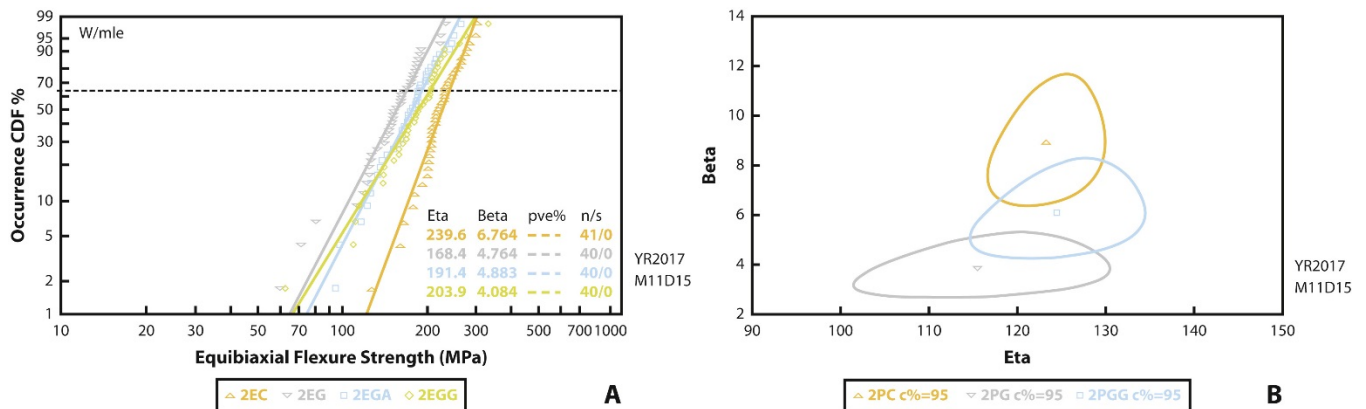 99
95
90
70
50
30
10
5
2
1
W/mle
Occurrence CDF %
Eta Beta pve% n/s
239.6 6.764 --- 41/0
168.4 4.764 --- 40/0
191.4 4.883 --- 40/0
203.9 4.084 --- 40/0
YR2017
M11D15
10 20 30 40 50 60 70 100 200 300 500 700 1000
Equibiaxial Flexure Strength (MPa)
2EC 2EG 2EGA 2EGG
A
14
12
10
8
6
4
2
Beta
YR2017
M11D15
90 100 110 120 130 140 150
Eta
2PC c%=95 2PG c%=95 2PGG c%=95
B